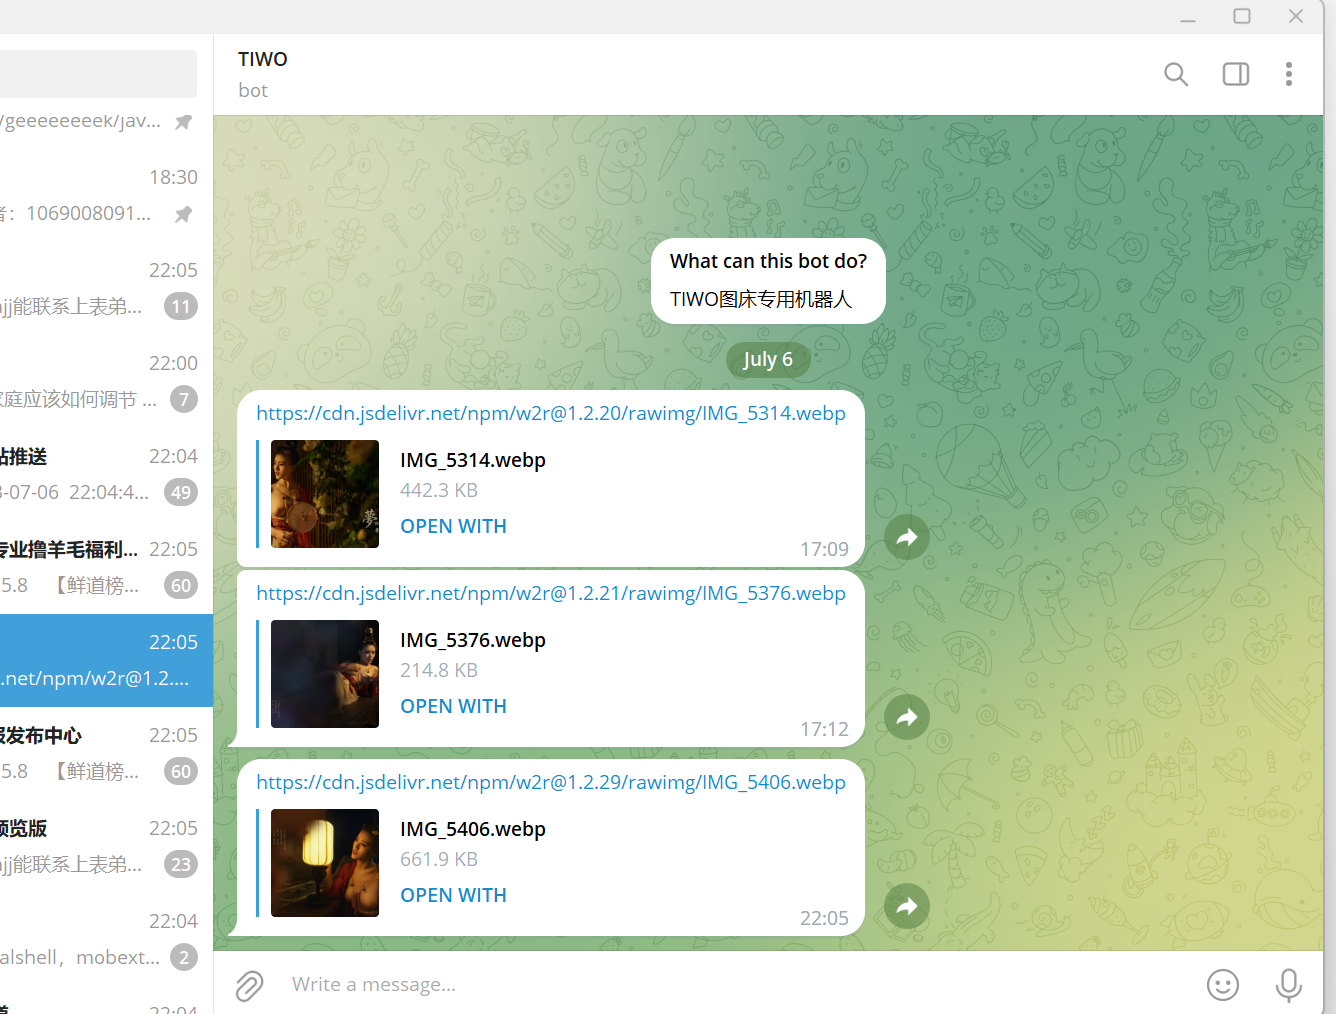 TIWO
bot
/geeeeeeeek/jav...
18:30
者：1069008091...
22:05
ajj能联系上表弟...
11
22:00
家庭应该如何调节 ...
7
站推送
22:04
3-07-06 22:04:4...
49
专业撸羊毛福利...
22:05
5.8 【鲜道榜...
60
22:05
.net/npm/w2r@1.2....
报发布中心
22:05
5.8 【鲜道榜...
60
预览版
22:05
ajj能联系上表弟...
23
22:04
alshell，mobext...
2
22:04
What can this bot do?
TIWO图床专用机器人
July 6
https://cdn.jsdelivr.net/npm/w2r@1.2.20/rawimg/IMG_5314.webp
夢
IMG_5314.webp
442.3 KB
OPEN WITH
17:09
https://cdn.jsdelivr.net/npm/w2r@1.2.21/rawimg/IMG_5376.webp
IMG_5376.webp
214.8 KB
OPEN WITH
17:12
https://cdn.jsdelivr.net/npm/w2r@1.2.29/rawimg/IMG_5406.webp
IMG_5406.webp
661.9 KB
OPEN WITH
22:05
Write a message...